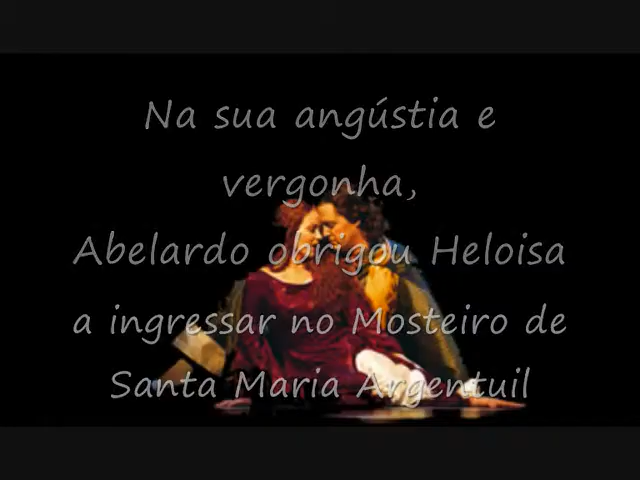 Na sua angústia e
vergonha,
Abelardo obrigou Heloisa
a ingressar no Mosteiro de
Santa Maria Argentuil